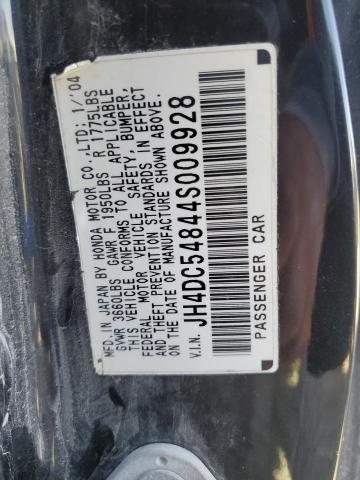 MFD. IN JAPAN BY HONDA MOTOR CO.,LTD; 1/'04
GVWR 3660LBS GAWR F 1950LBS R 1775LBS
THIS VEHICLE CONFORMS TO ALL APPLICABLE
FEDERAL MOTOR VEHICLE SAFETY, BUMPER,
AND THEFT PREVENTION STANDARDS IN EFFECT
ON THE DATE OF MANUFACTURE SHOWN ABOVE.
V.I.N. JH4DC54844S009928
PASSENGER CAR